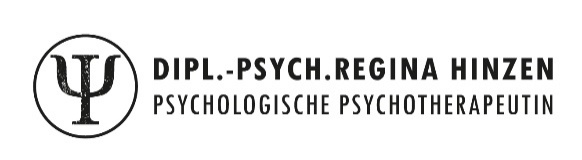 Ψ
DIPL.-PSYCH.REGINA HINZEN
PSYCHOLOGISCHE PSYCHOTHERAPEUTIN